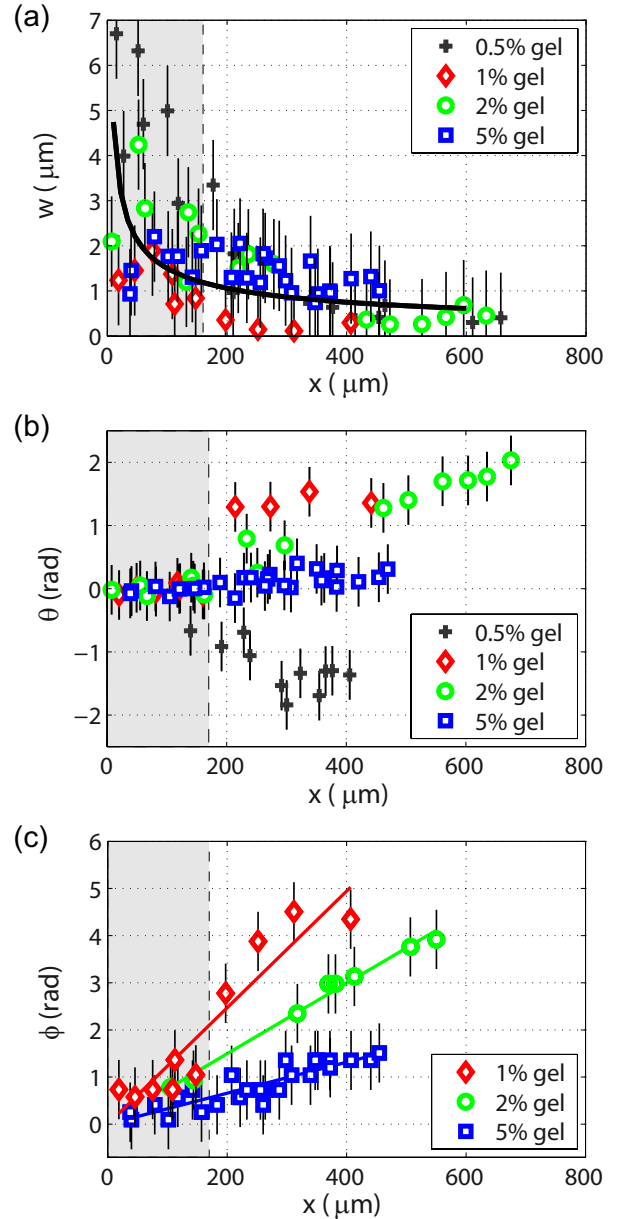 (a)
7
6
5
4
3
2
1
0
w ( μm)
0.5% gel
1% gel
2% gel
5% gel
0 200 400 600 800
x ( μm)
(b)
2
1
0
−1
−2
θ (rad)
0.5% gel
1% gel
2% gel
5% gel
0 200 400 600 800
x ( μm)
(c)
6
5
4
3
2
1
0
ϕ (rad)
1% gel
2% gel
5% gel
0 200 400 600 800
x ( μm)